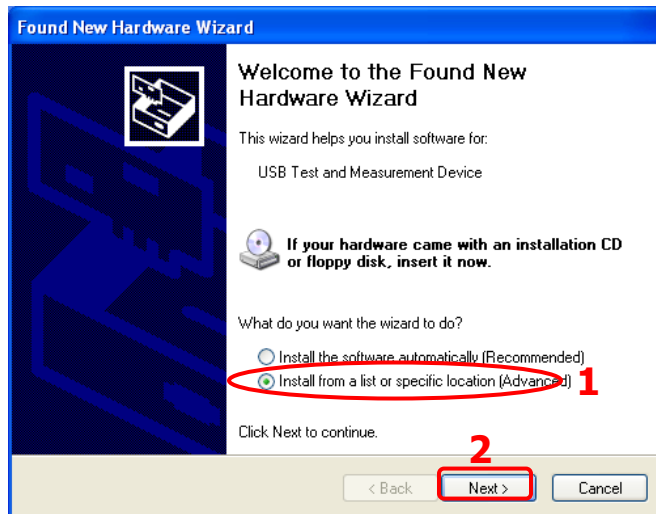 Found New Hardware Wizard
Welcome to the Found New
Hardware Wizard
This wizard helps you install software for:
USB Test and Measurement Device
If your hardware came with an installation CD
or floppy disk, insert it now.
What do you want the wizard to do?
Install the software automatically (Recommended)
Install from a list or specific location (Advanced) 1
Click Next to continue.
2
< Back Next > Cancel